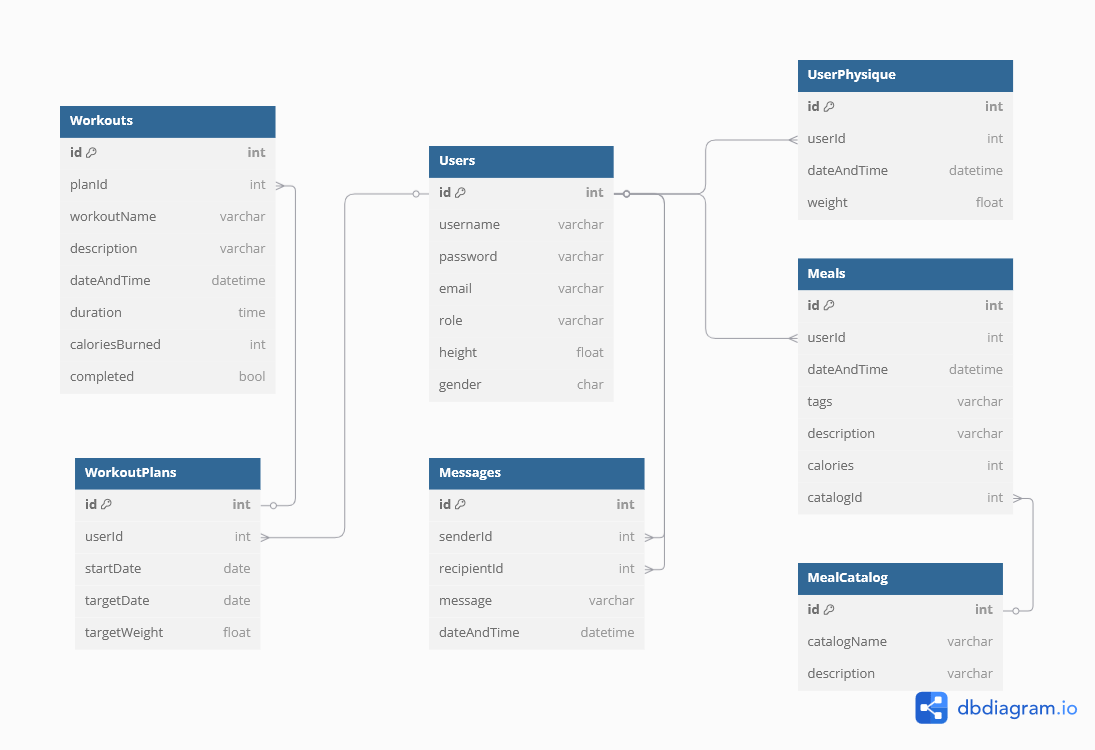 Workouts
id int
planId int
workoutName varchar
description varchar
dateAndTime datetime
duration time
caloriesBurned int
completed bool
WorkoutPlans
id int
userId int
startDate date
targetDate date
targetWeight float
Users
id int
username varchar
password varchar
email varchar
role varchar
height float
gender char
Messages
id int
senderId int
recipientId int
message varchar
dateAndTime datetime
UserPhysique
id int
userId int
dateAndTime datetime
weight float
Meals
id int
userId int
dateAndTime datetime
tags varchar
description varchar
calories int
catalogId int
MealCatalog
id int
catalogName varchar
description varchar
dbdiagram.io